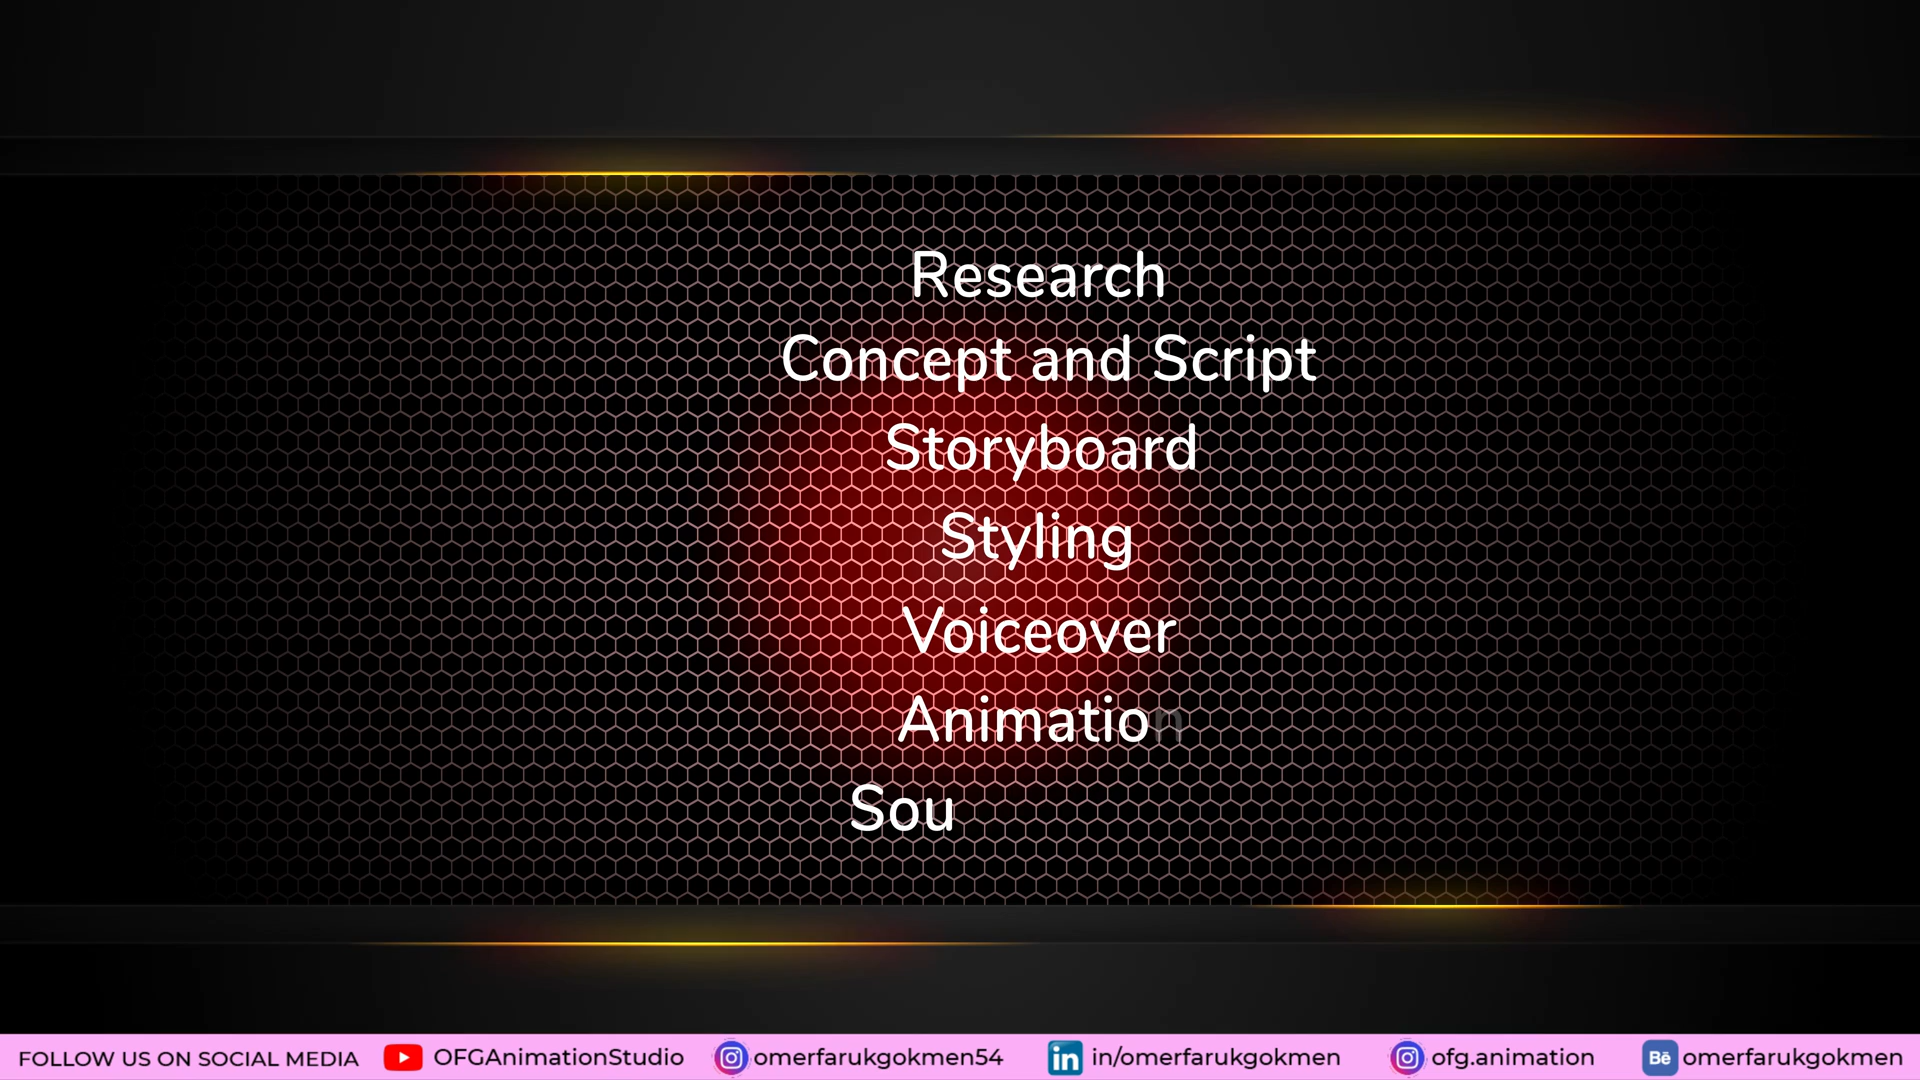 Research
Concept and Script
Storyboard
Styling
Voiceover
Animation
Sou
FOLLOW US ON SOCIAL MEDIA OFGAnimationStudio omerfarukgokmen54 in/omerfarukgokmen ofg.animation Bē omerfarukgokmen